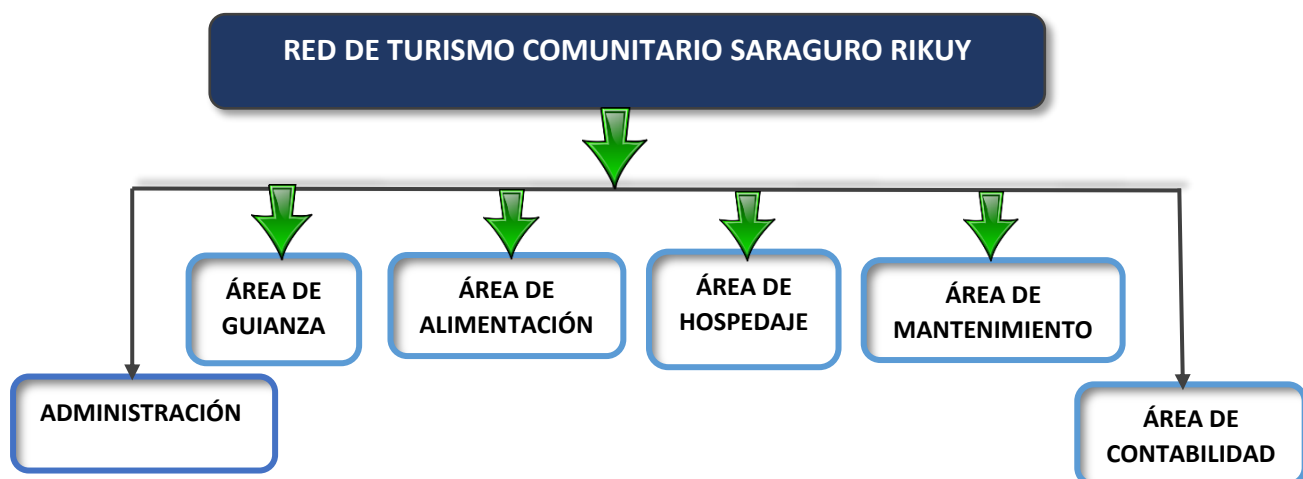 RED DE TURISMO COMUNITARIO SARAGURO RIKUY
ÁREA DE
GUIANZA
ÁREA DE
ALIMENTACIÓN
ÁREA DE
HOSPEDAJE
ÁREA DE
MANTENIMIENTO
ADMINISTRACIÓN
ÁREA DE
CONTABILIDAD